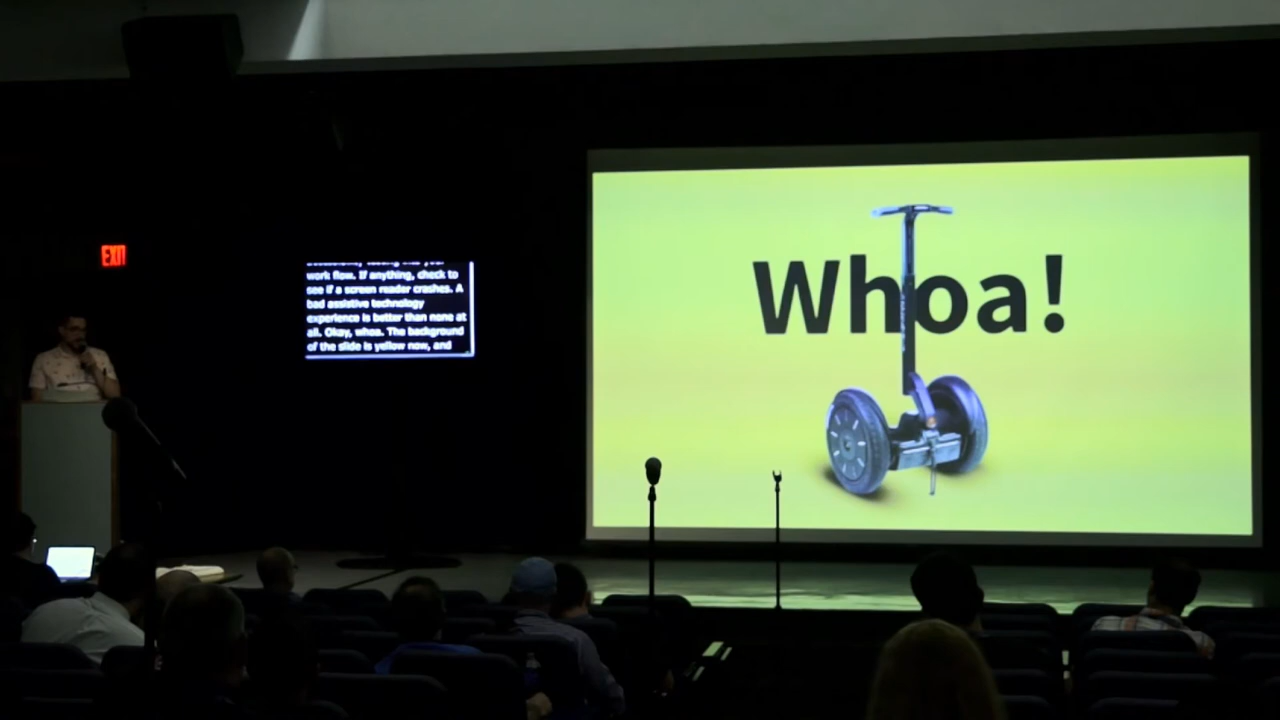 EXIT
work flow. If anything, check to
see if a screen reader crashes. A
bad assistive technology
experience is better than none at
all. Okay, whoa. The background
of the slide is yellow now, and
Whoa!